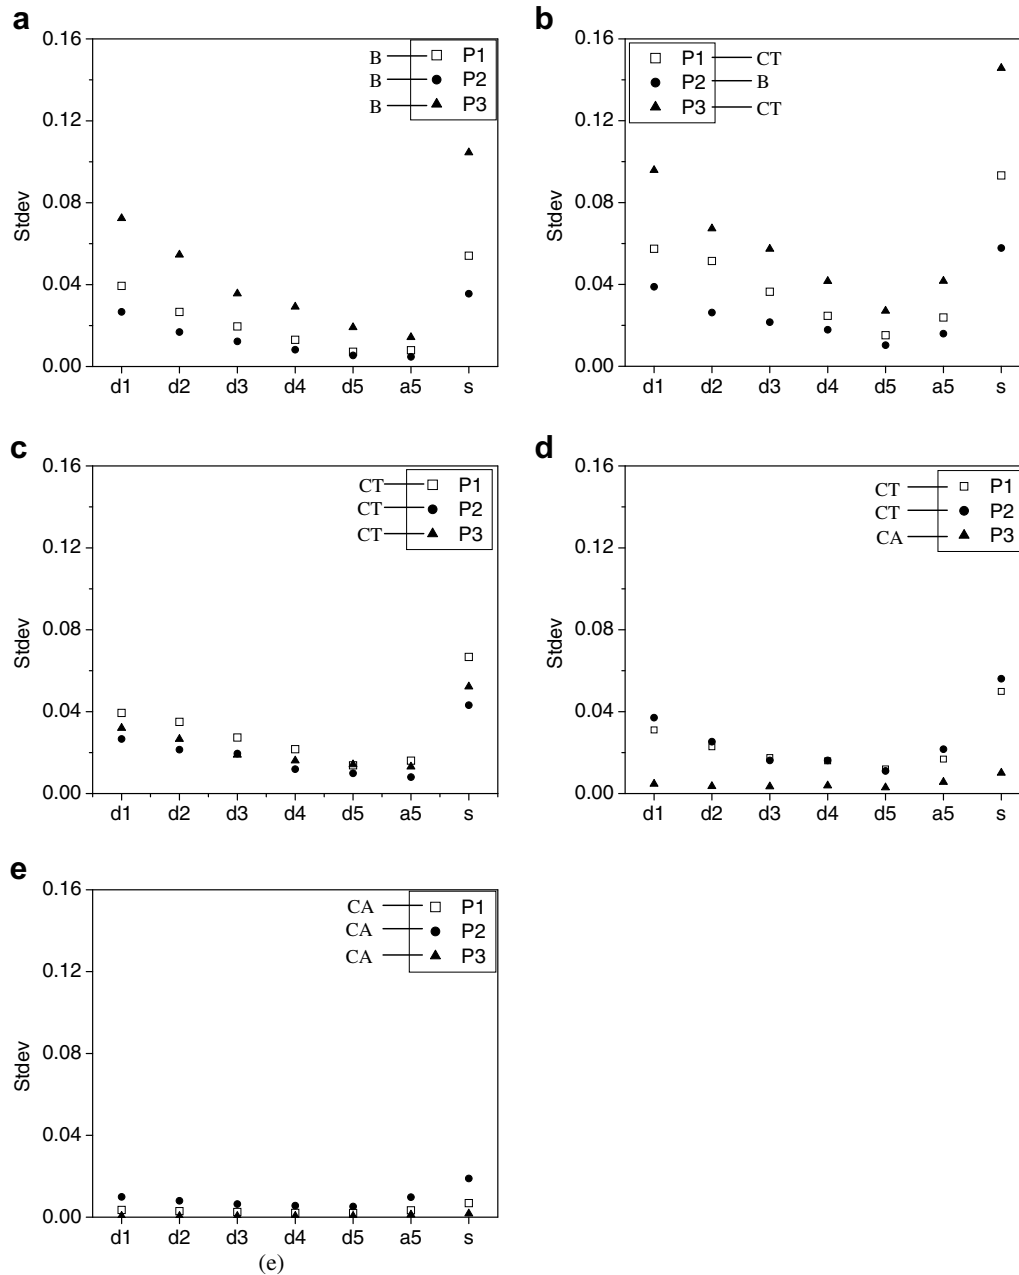 a
0.16
0.12
0.08
0.04
0.00
Stdev
B P1
B P2
B P3
d1 d2 d3 d4 d5 a5 s
b
0.16
0.12
0.08
0.04
0.00
Stdev
P1 CT
P2 B
P3 CT
d1 d2 d3 d4 d5 a5 s
c
0.16
0.12
0.08
0.04
0.00
Stdev
CT P1
CT P2
CT P3
d1 d2 d3 d4 d5 a5 s
d
0.16
0.12
0.08
0.04
0.00
Stdev
CT P1
CT P2
CA P3
d1 d2 d3 d4 d5 a5 s
e
0.16
0.12
0.08
0.04
0.00
Stdev
CA P1
CA P2
CA P3
d1 d2 d3 d4 d5 a5 s
(e)